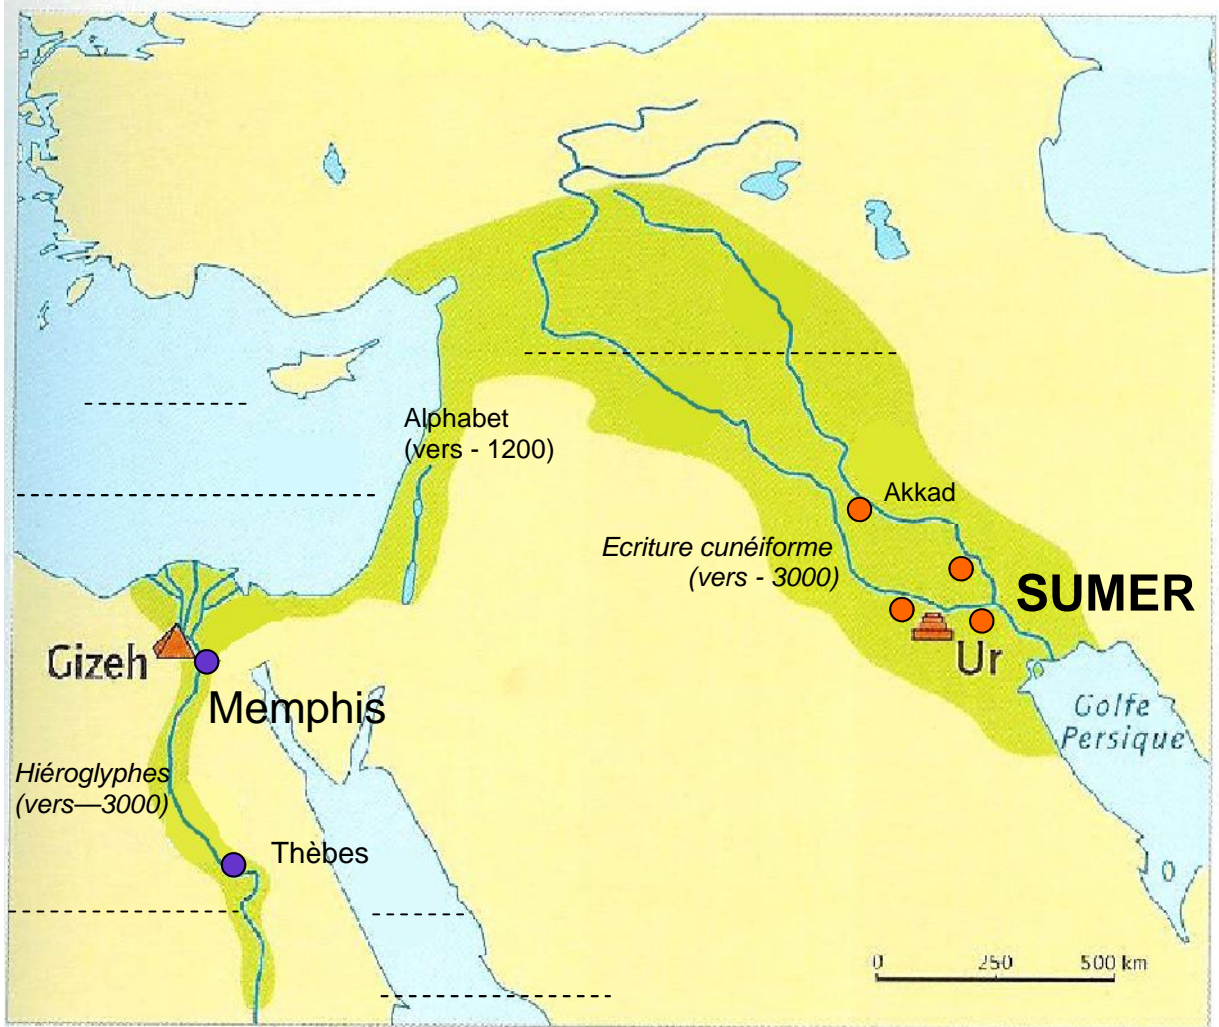 Alphabet
(vers - 1200)
Akkad
Ecriture cunéiforme
(vers - 3000)
SUMER
Gizeh
Ur
Memphis
Golfe
Persique
Hiéroglyphes
(vers—3000)
Thèbes
0 250 500 km